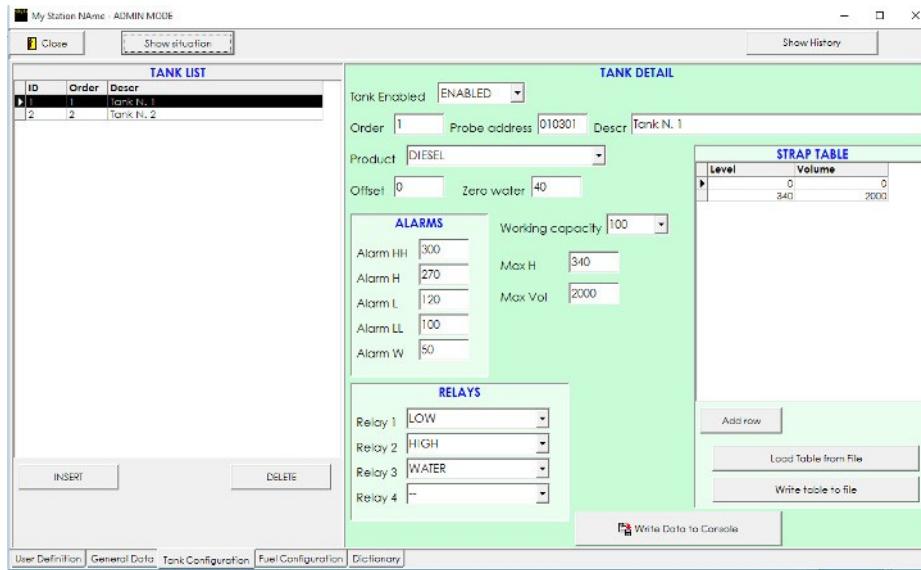 My Station NAme - ADMIN MODE
Close Show situation Show History
TANK LIST
ID Order Descr
1 1 Tank N. 1
2 2 Tank N. 2
INSERT DELETE
TANK DETAIL
Tank Enabled ENABLED
Order 1 Probe address 010301 Descr Tank N. 1
Product DIESEL
Offset 0 Zero water 40
ALARMS
Alarm HH 300
Alarm H 270
Alarm L 120
Alarm LL 100
Alarm W 50
Working capacity 100
Max H 340
Max Vol 2000
RELAYS
Relay 1 LOW
Relay 2 HIGH
Relay 3 WATER
Relay 4 --
STRAP TABLE
Level Volume
0 0
340 2000
Add row
Load Table from File
Write table to file
Write Data to Console
User Definition General Data Tank Configuration Fuel Configuration Dictionary